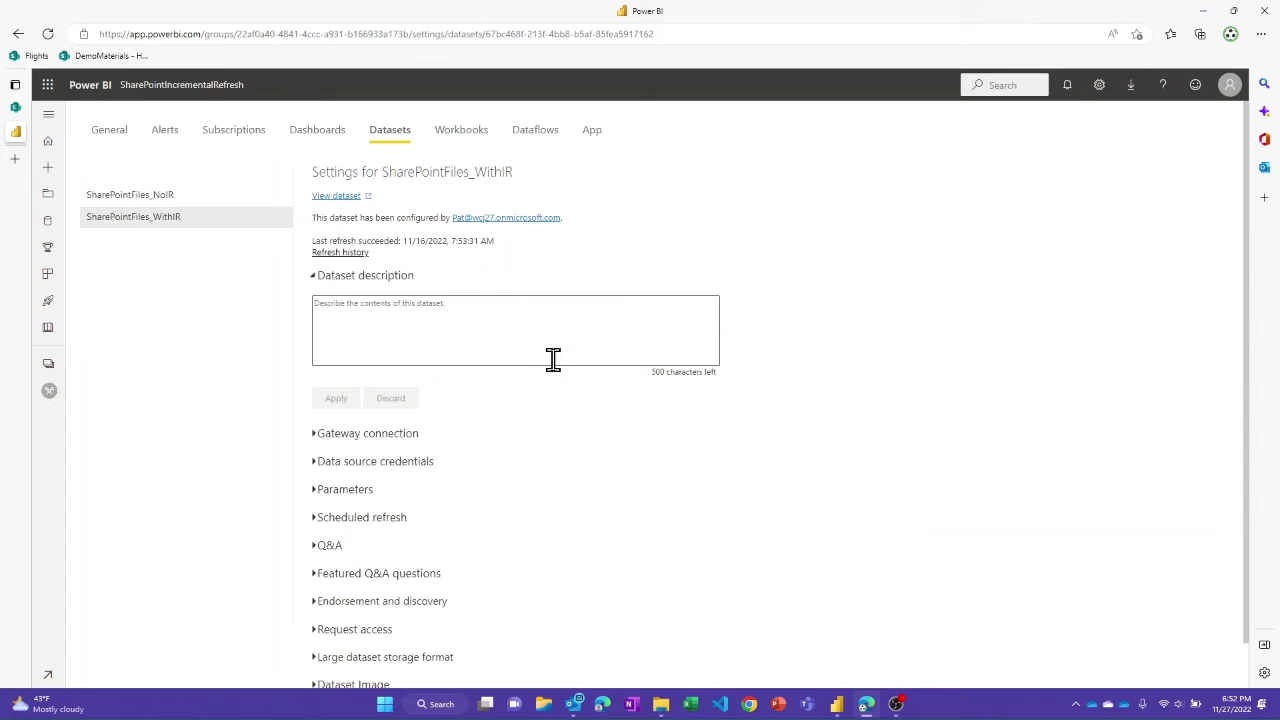 Power BI
https://app.powerbi.com/groups/22af0a40-4841-4ccc-a931-b166933a173b/settings/datasets/67bc468f-213f-4bb8-b5af-85fea5917162
Flights
DemoMaterials - H...
Power BI SharePointIncrementalRefresh
Search
General Alerts Subscriptions Dashboards Datasets Workbooks Dataflows App
SharePointFiles_NoIR
SharePointFiles_WithIR
Settings for SharePointFiles_WithIR
View dataset
This dataset has been configured by Pat@wcj27.onmicrosoft.com.
Last refresh succeeded: 11/16/2022, 7:53:31 AM
Refresh history
Dataset description
Describe the contents of this dataset.
500 characters left
Apply Discard
Gateway connection
Data source credentials
Parameters
Scheduled refresh
Q&A
Featured Q&A questions
Endorsement and discovery
Request access
Large dataset storage format
Dataset Image
43°F
Mostly cloudy
Search
6:52 PM
11/27/2022